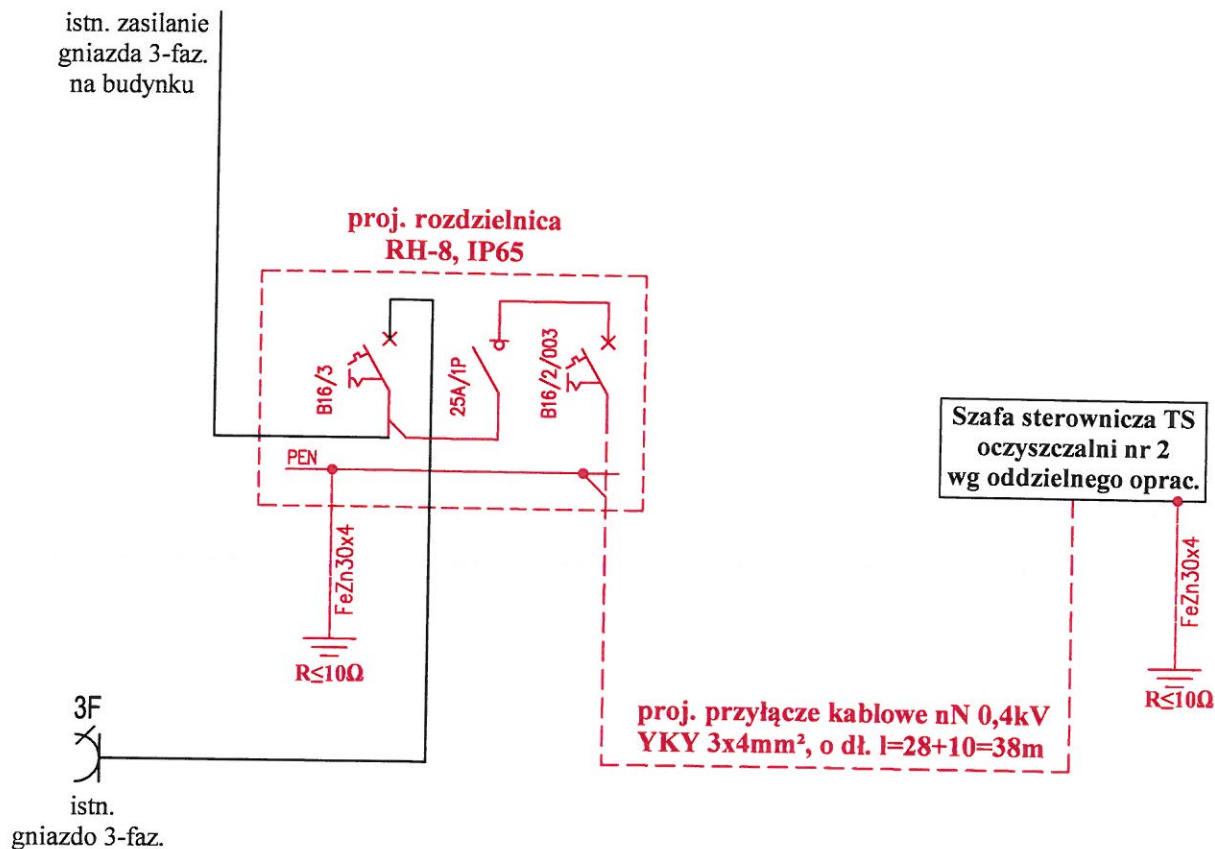 istn. zasilanie
gniazda 3-faz.
na budynku
proj. rozdzielnica
RH-8, IP65
B16/3
25A/1P
B16/2/003
PEN
FeZn30x4
R≤10Ω
Szafa sterownicza TS
oczyszczalni nr 2
wg oddzielnego oprac.
FeZn30x4
R≤10Ω
proj. przyłącze kablowe nN 0,4kV
YKY 3x4mm², o dł. l=28+10=38m
3F
istn.
gniazdo 3-faz.